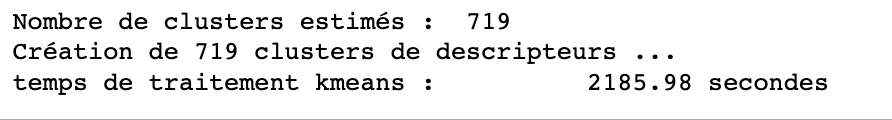 Nombre de clusters estimés :  719
Création de 719 clusters de descripteurs ...
temps de traitement kmeans :          2185.98 secondes